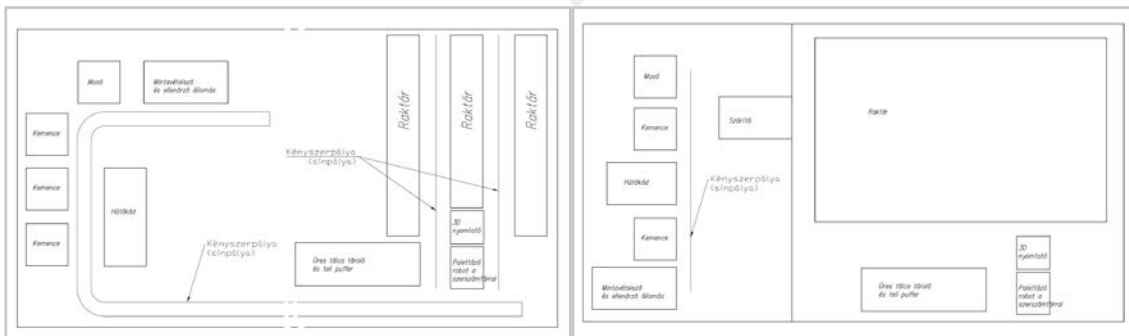 Mosó
Mintavételező
és ellenőrző állomás
Kemence
Kemence
Kemence
Hűtőkád
Kényszerpálya
(sínpálya)
Kényszerpálya
(sínpálya)
Raktár
Raktár
Raktár
3D
nyomtató
Üres tálca tároló
és teli puffer
Palettázó
robot a
szerszámtárral
Mosó
Kemence
Hűtőkád
Kemence
Mintavételező
és ellenőrző állomás
Kényszerpálya
(sínpálya)
Szárító
Raktár
3D
nyomtató
Üres tálca tároló
és teli puffer
Palettázó
robot a
szerszámtárral